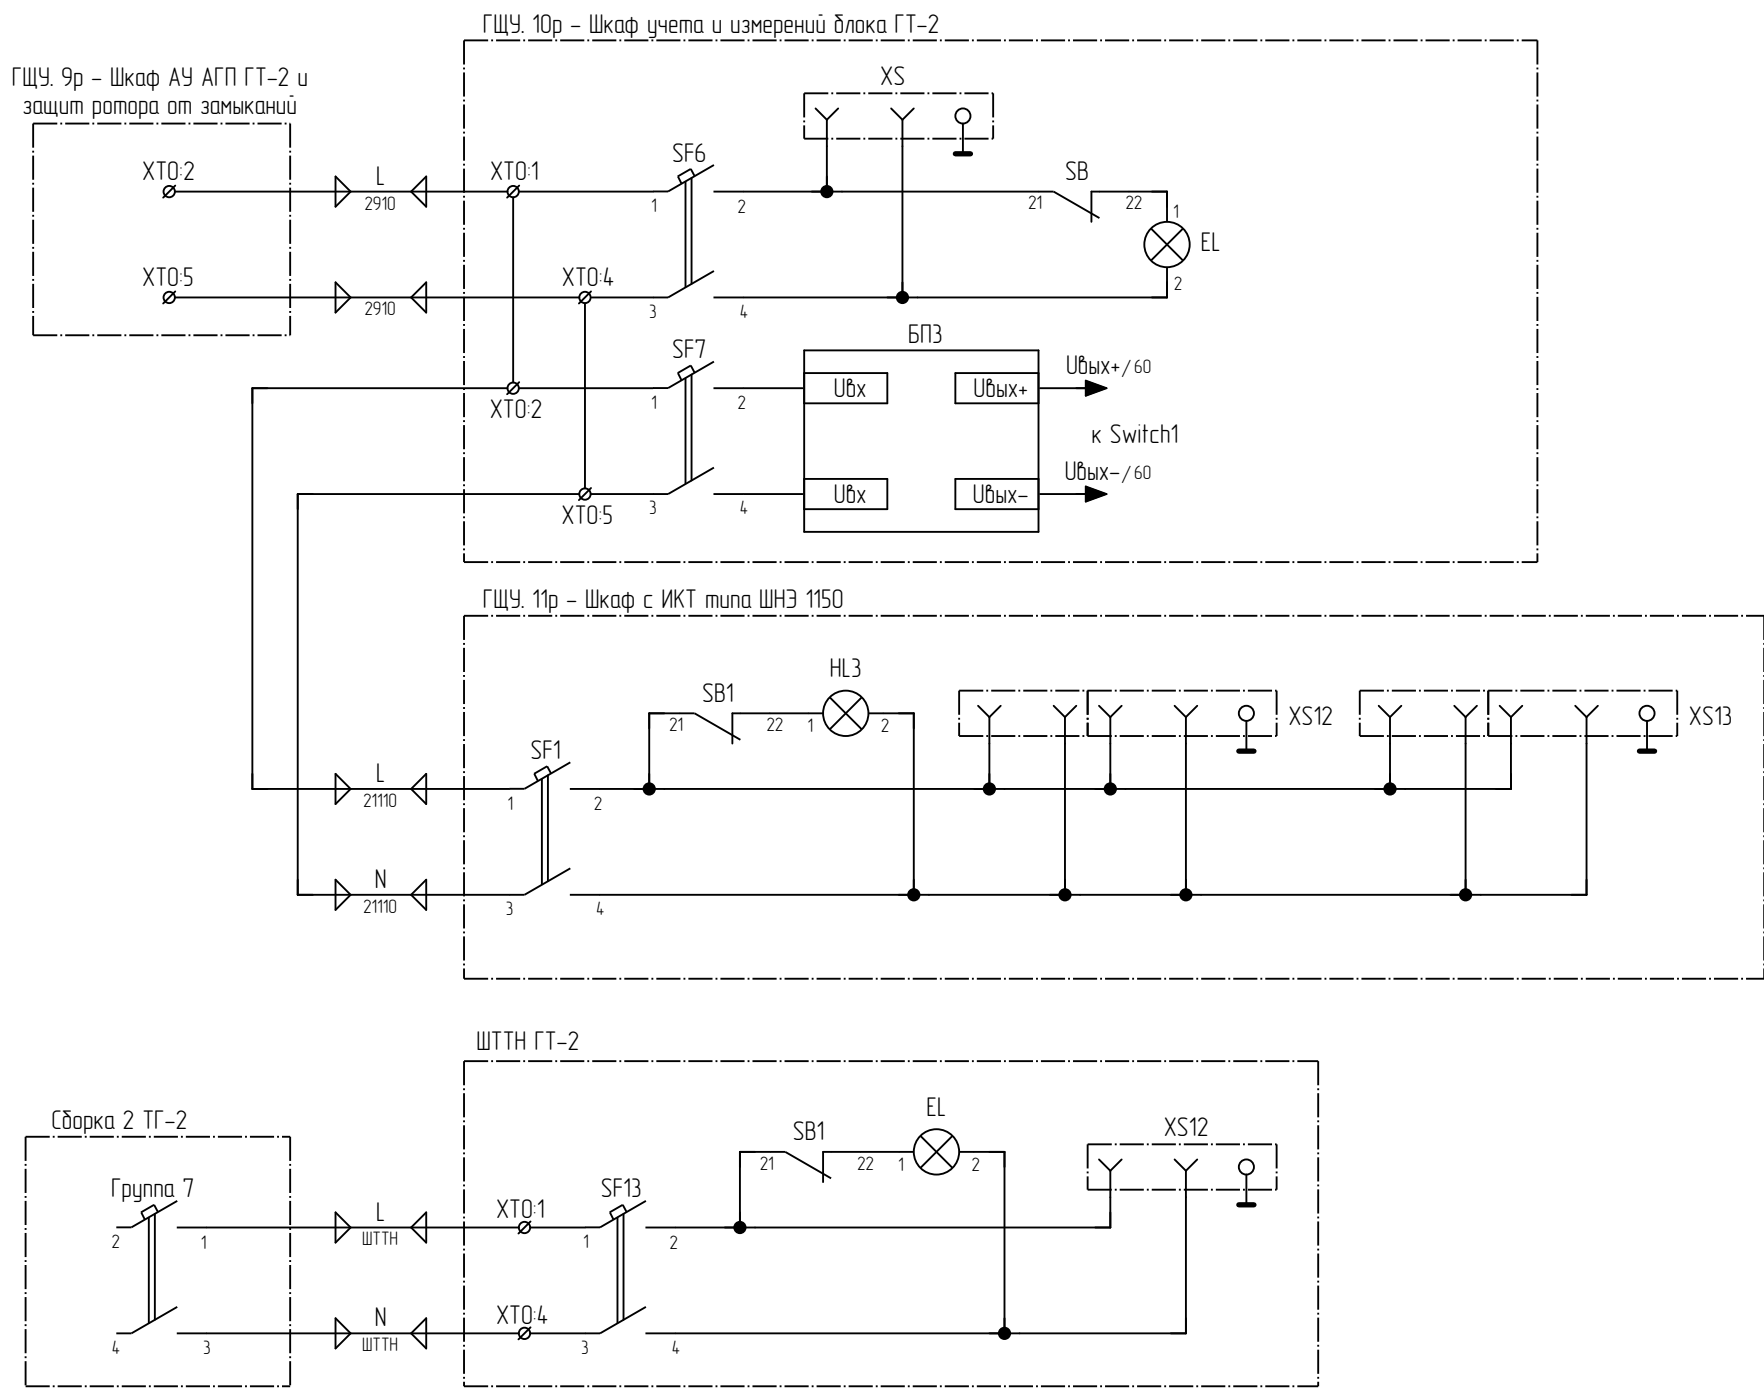 ГЩУ. 10р - Шкаф учета и измерений блока ГТ-2
ГЩУ. 9р - Шкаф АУ АГП ГТ-2 и
защит ротора от замыканий
XS
XT0:2
L
2910
XT0:1
SF6
1
2
SB
21
22
1
EL
2
XT0:5
2910
XT0:4
3
4
БП3
SF7
XT0:2
1
2
Uвх
Uвых+
Uвых+/60
к Switch1
XT0:5
3
4
Uвх
Uвых-
Uвых-/60
ГЩУ. 11р - Шкаф с ИКТ типа ШНЭ 1150
HL3
SB1
21
22
1
2
XS12
XS13
L
21110
SF1
1
2
N
21110
3
4
ШТТН ГТ-2
Сборка 2 ТГ-2
EL
SB1
21
22
1
2
XS12
Группа 7
2
1
L
ШТТН
XT0:1
SF13
1
2
4
3
N
ШТТН
XT0:4
3
4